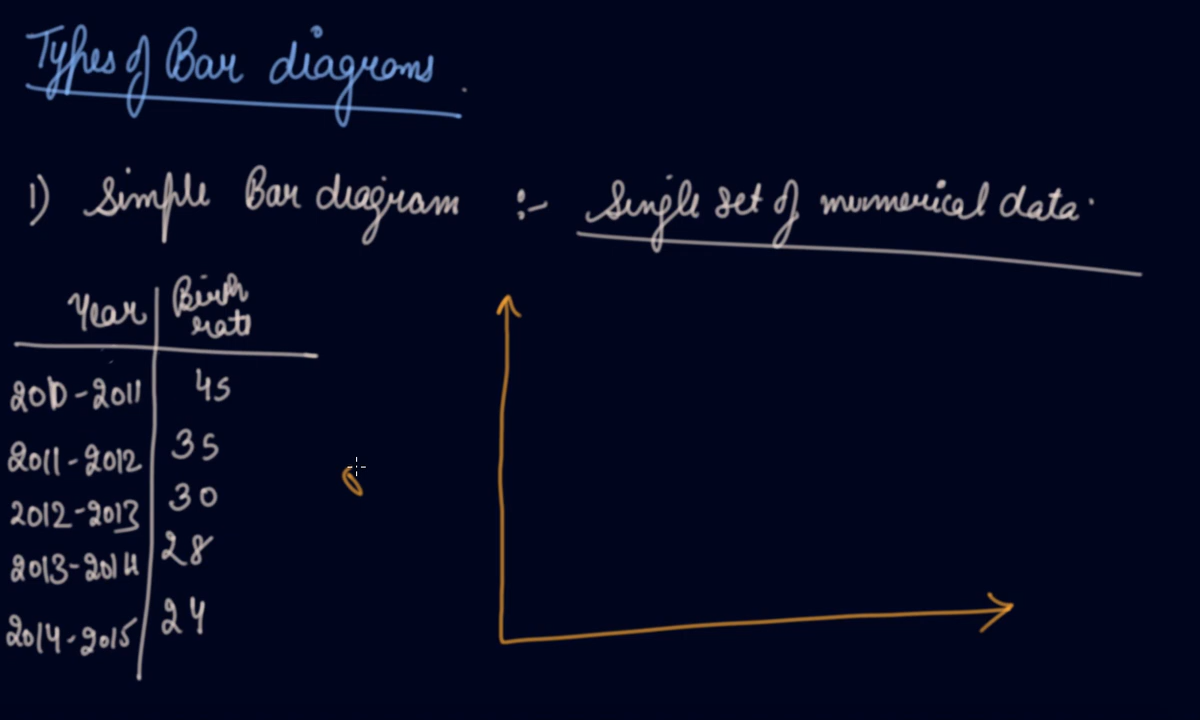 Types of Bar diagrams.
1) Simple Bar diagram :- Single set of numerical data.
Year Birth rate
2010-2011 45
2011-2012 35
2012-2013 30
2013-2014 28
2014-2015 24